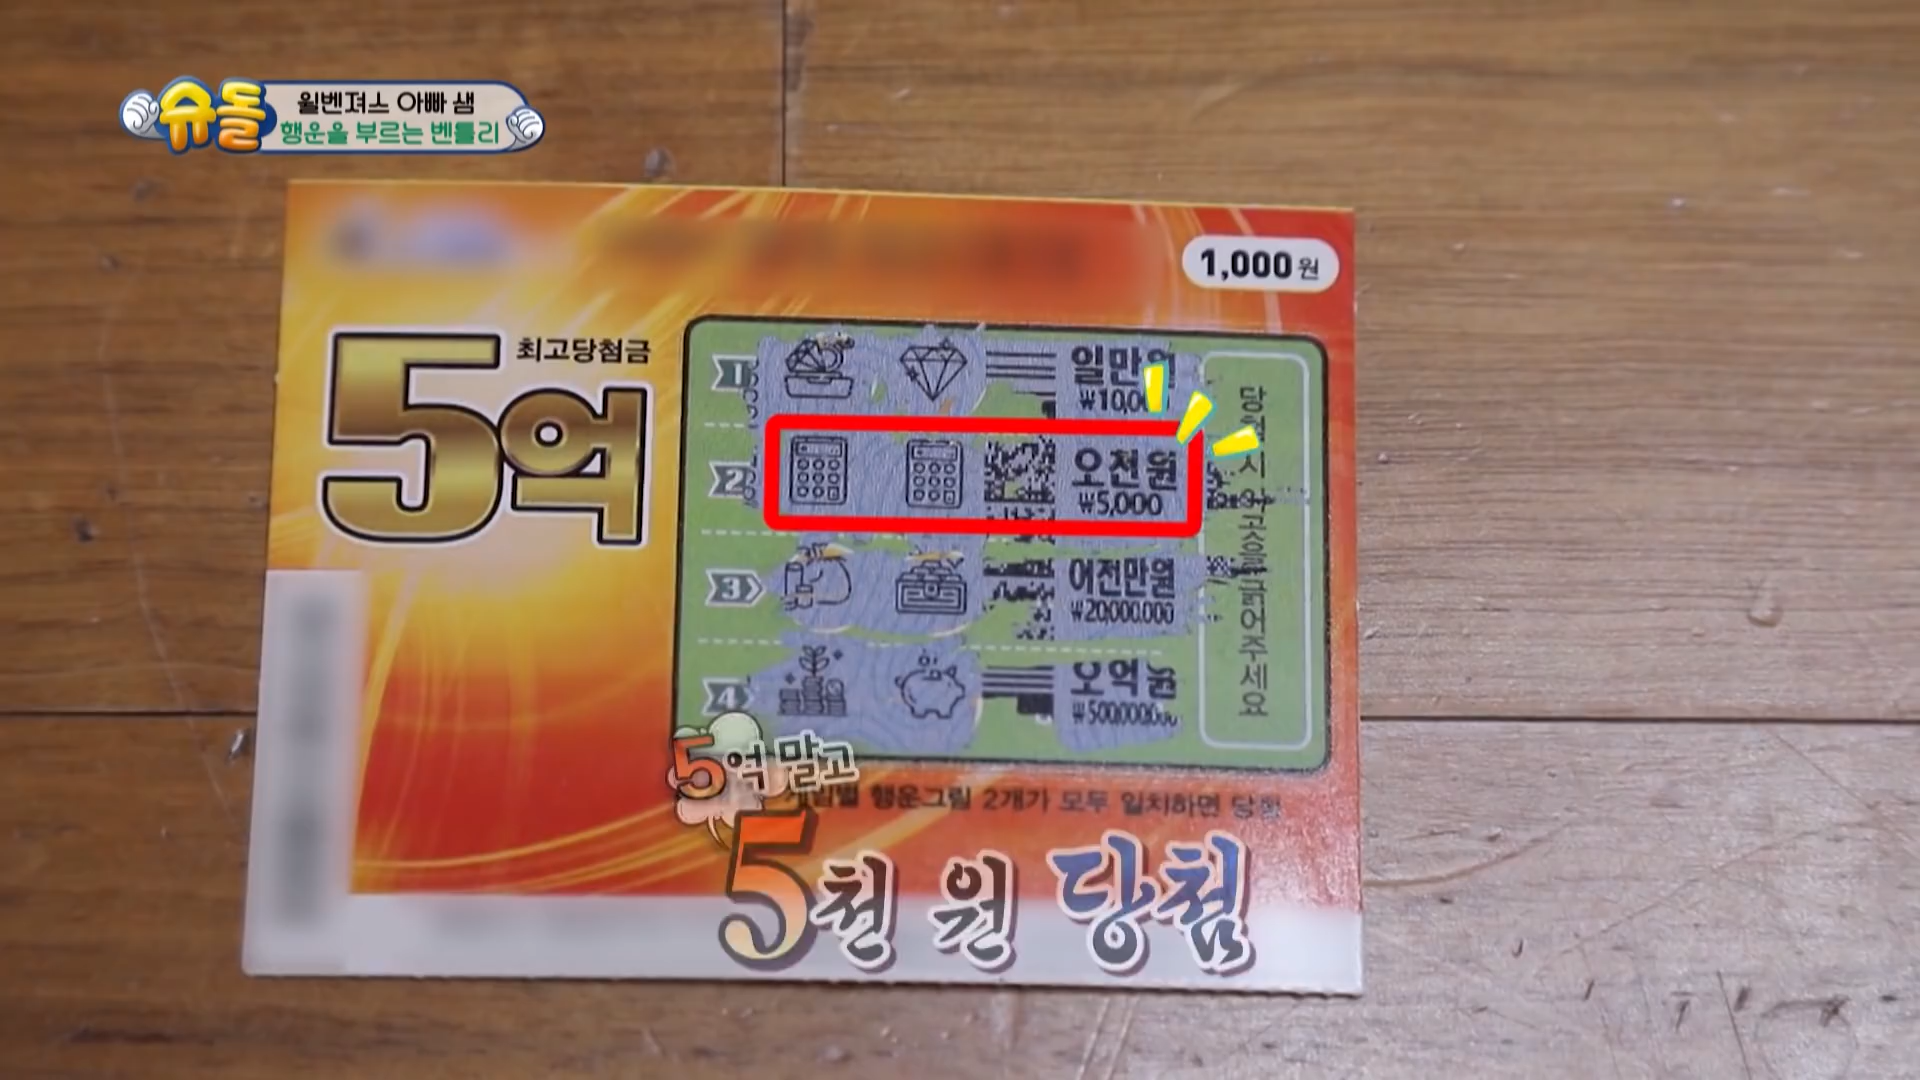 슈돌
윌벤져스 아빠 샘
행운을 부르는 벤틀리
1,000원
최고당첨금
5억
1
일만원
₩10,00
2
오천원
₩5,000
3
이천만원
₩20,000,000
4
오억원
당첨시 이곳을 긁어주세요
5억 말고
게임별 행운그림 2개가 모두 일치하면 당첨
5천 원 당첨